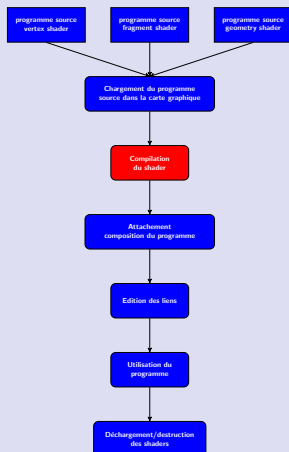 programme source
vertex shader
programme source
fragment shader
programme source
geometry shader
Chargement du programme
source dans la carte graphique
Compilation
du shader
Attachement
composition du programme
Edition des liens
Utilisation du
programme
Déchargement/destruction
des shaders